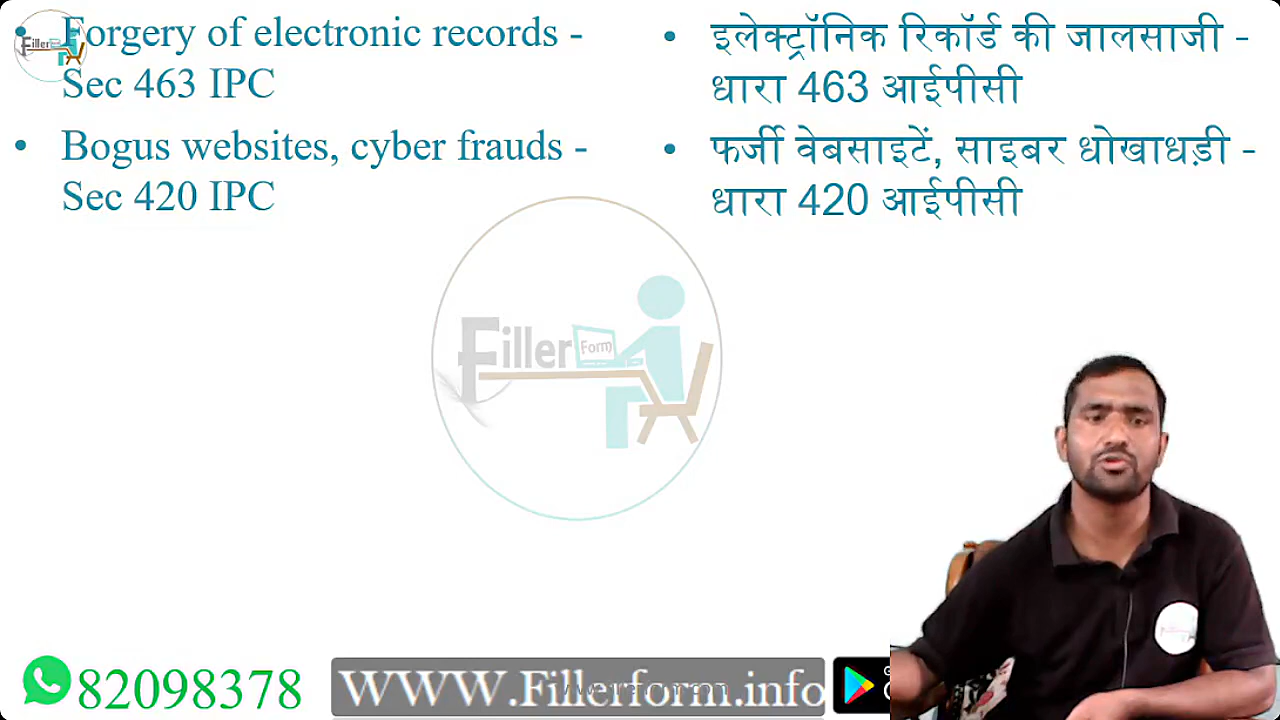 Forgery of electronic records -
Sec 463 IPC
Bogus websites, cyber frauds -
Sec 420 IPC
इलेक्ट्रॉनिक रिकॉर्ड की जालसाजी -
धारा 463 आईपीसी
फर्जी वेबसाइटें, साइबर धोखाधड़ी -
धारा 420 आईपीसी
Filler Form
82098378
WWW.Fillerform.info